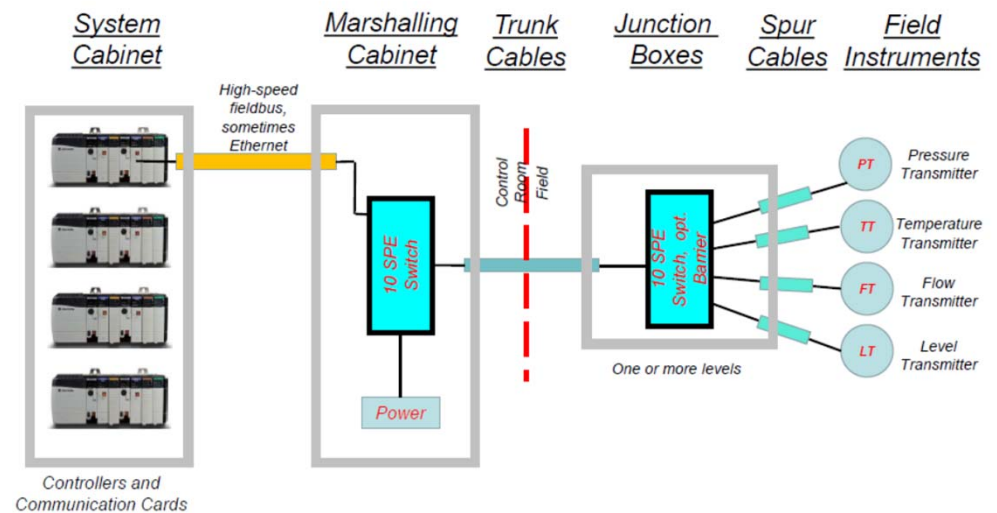 System
Cabinet
Marshalling
Cabinet
Trunk
Cables
Junction
Boxes
Spur
Cables
Field
Instruments
High-speed
fieldbus,
sometimes
Ethernet
Control
Room
Field
10 SPE
Switch
Power
10 SPE
Switch, opt.
Barrier
One or more levels
PT
Pressure
Transmitter
TT
Temperature
Transmitter
FT
Flow
Transmitter
LT
Level
Transmitter
Controllers and
Communication Cards